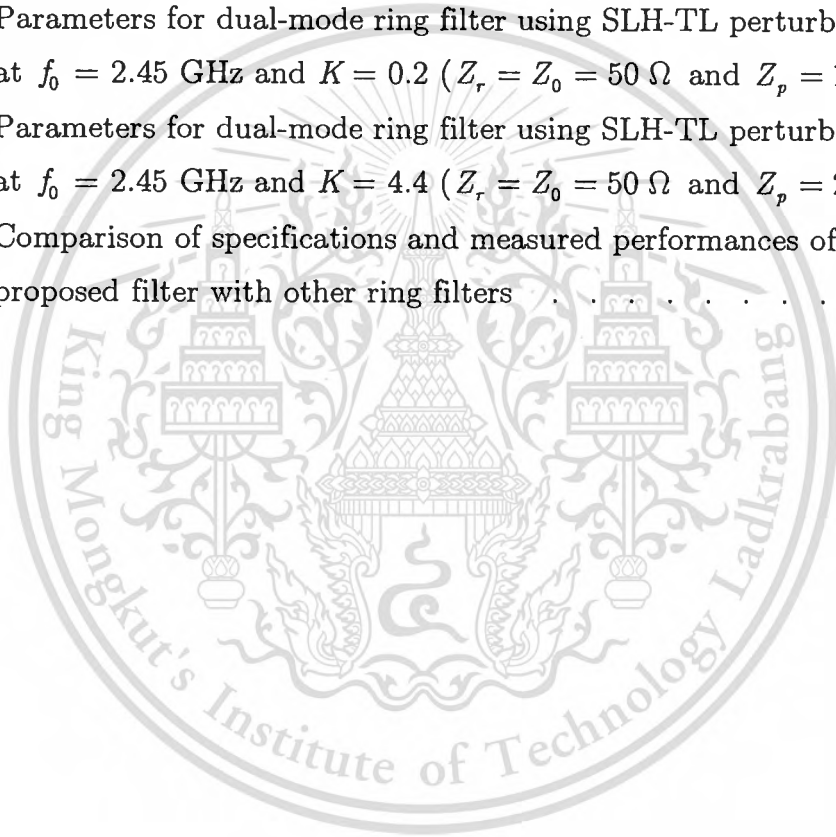 Parameters for dual-mode ring filter using SLH-TL perturb
at f₀ = 2.45 GHz and K = 0.2 ( Zᵣ = Z₀ = 50 Ω and Zₚ =
Parameters for dual-mode ring filter using SLH-TL perturb
at f₀ = 2.45 GHz and K = 4.4 ( Zᵣ = Z₀ = 50 Ω and Zₚ =
Comparison of specifications and measured performances of
proposed filter with other ring filters . . . . . . . .
King Mongkut's Institute of Technology Ladkrabang